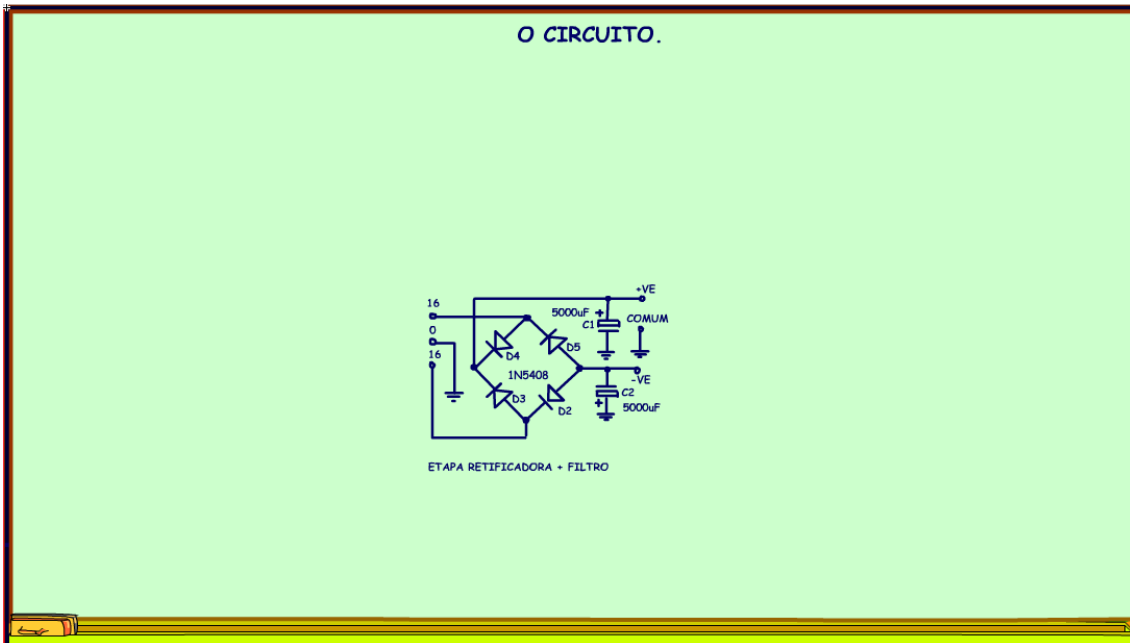 O CIRCUITO.
+VE
16
5000uF +
C1
COMUM
0
D5
16
D4
1N5408
-VE
D3
C2
+
D2
5000uF
ETAPA RETIFICADORA + FILTRO